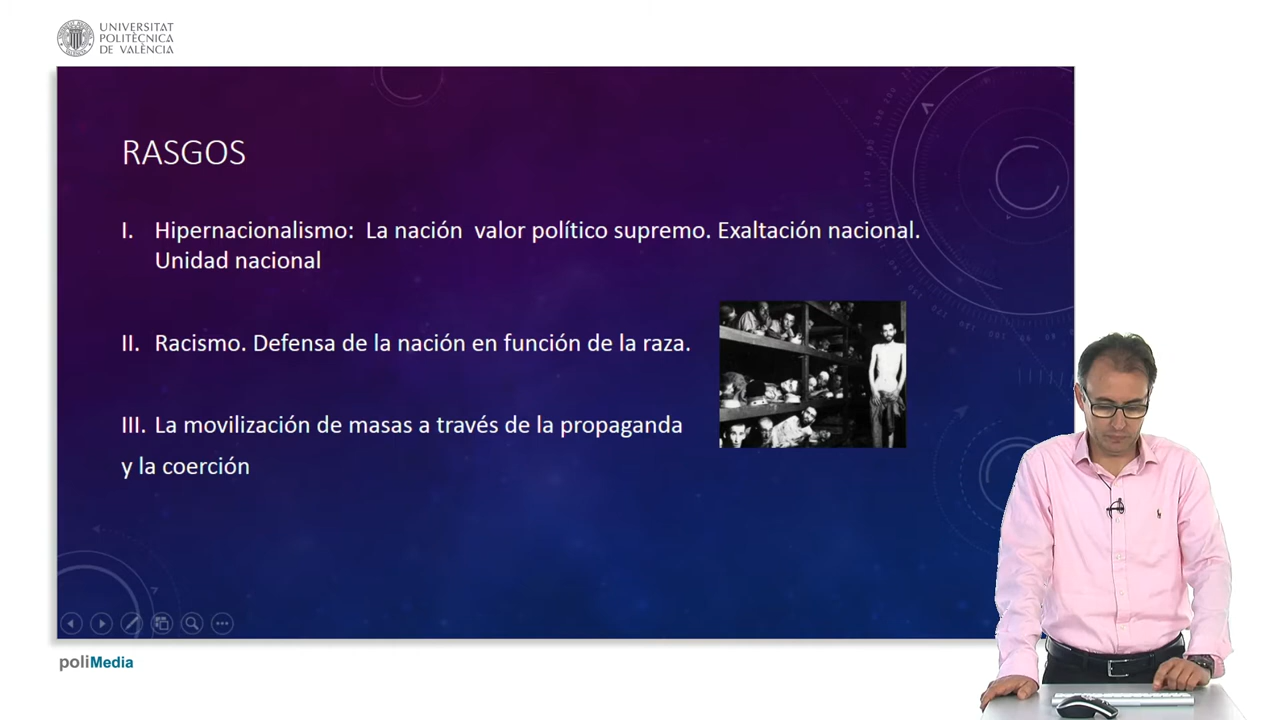 UNIVERSITAT
POLITÈCNICA
DE VALÈNCIA
RASGOS
I. Hipernacionalismo: La nación valor político supremo. Exaltación nacional.
Unidad nacional
II. Racismo. Defensa de la nación en función de la raza.
III. La movilización de masas a través de la propaganda
y la coerción
poliMedia